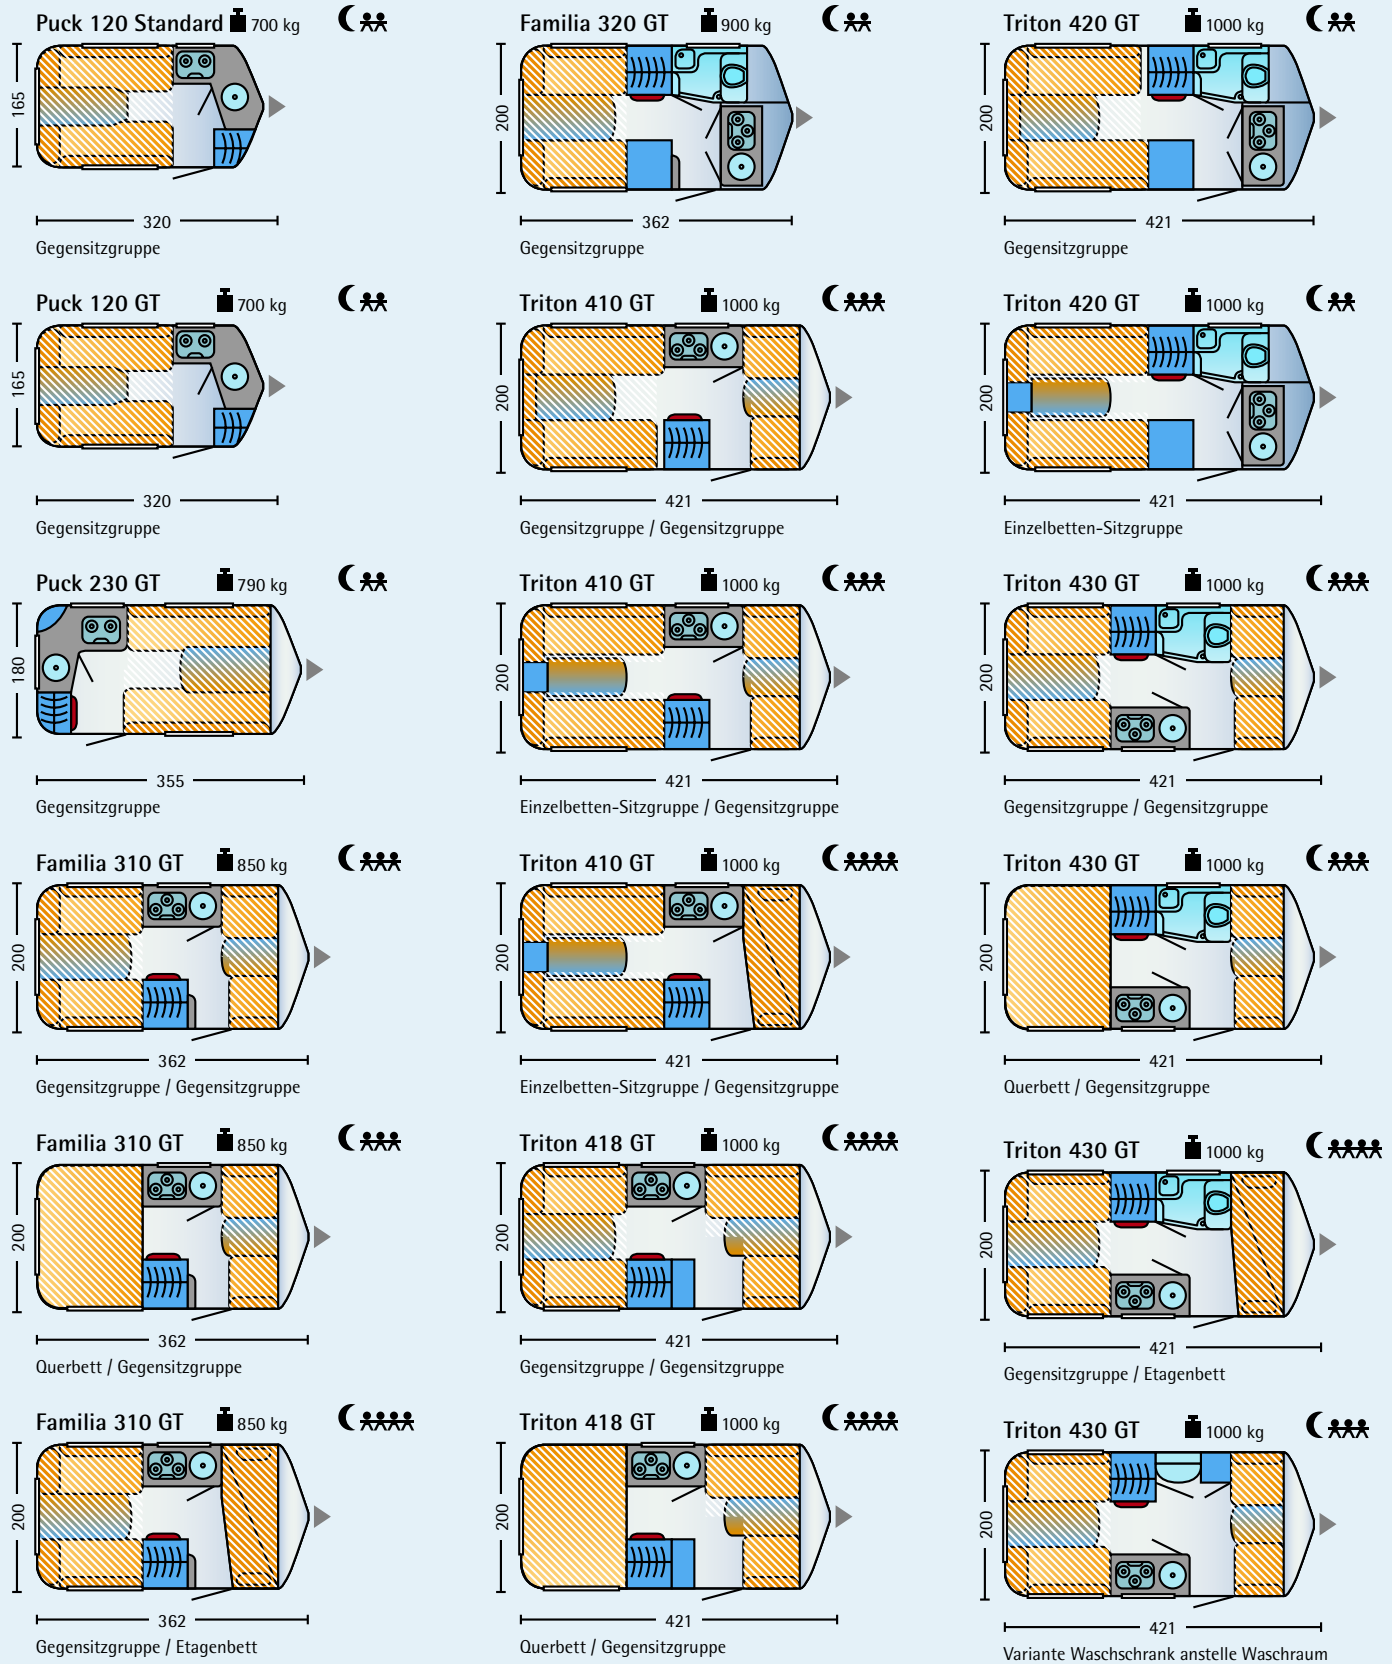 Puck 120 Standard 700 kg
165
320
Gegensitzgruppe
Puck 120 GT 700 kg
165
320
Gegensitzgruppe
Puck 230 GT 790 kg
180
355
Gegensitzgruppe
Familia 310 GT 850 kg
200
362
Gegensitzgruppe / Gegensitzgruppe
Familia 310 GT 850 kg
200
362
Querbett / Gegensitzgruppe
Familia 310 GT 850 kg
200
362
Gegensitzgruppe / Etagenbett
Familia 320 GT 900 kg
200
362
Gegensitzgruppe
Triton 410 GT 1000 kg
200
421
Gegensitzgruppe / Gegensitzgruppe
Triton 410 GT 1000 kg
200
421
Einzelbetten-Sitzgruppe / Gegensitzgruppe
Triton 410 GT 1000 kg
200
421
Einzelbetten-Sitzgruppe / Gegensitzgruppe
Triton 418 GT 1000 kg
200
421
Gegensitzgruppe / Gegensitzgruppe
Triton 418 GT 1000 kg
200
421
Querbett / Gegensitzgruppe
Triton 420 GT 1000 kg
200
421
Gegensitzgruppe
Triton 420 GT 1000 kg
200
421
Einzelbetten-Sitzgruppe
Triton 430 GT 1000 kg
200
421
Gegensitzgruppe / Gegensitzgruppe
Triton 430 GT 1000 kg
200
421
Querbett / Gegensitzgruppe
Triton 430 GT 1000 kg
200
421
Gegensitzgruppe / Etagenbett
Triton 430 GT 1000 kg
200
421
Variante Waschschrank anstelle Waschraum